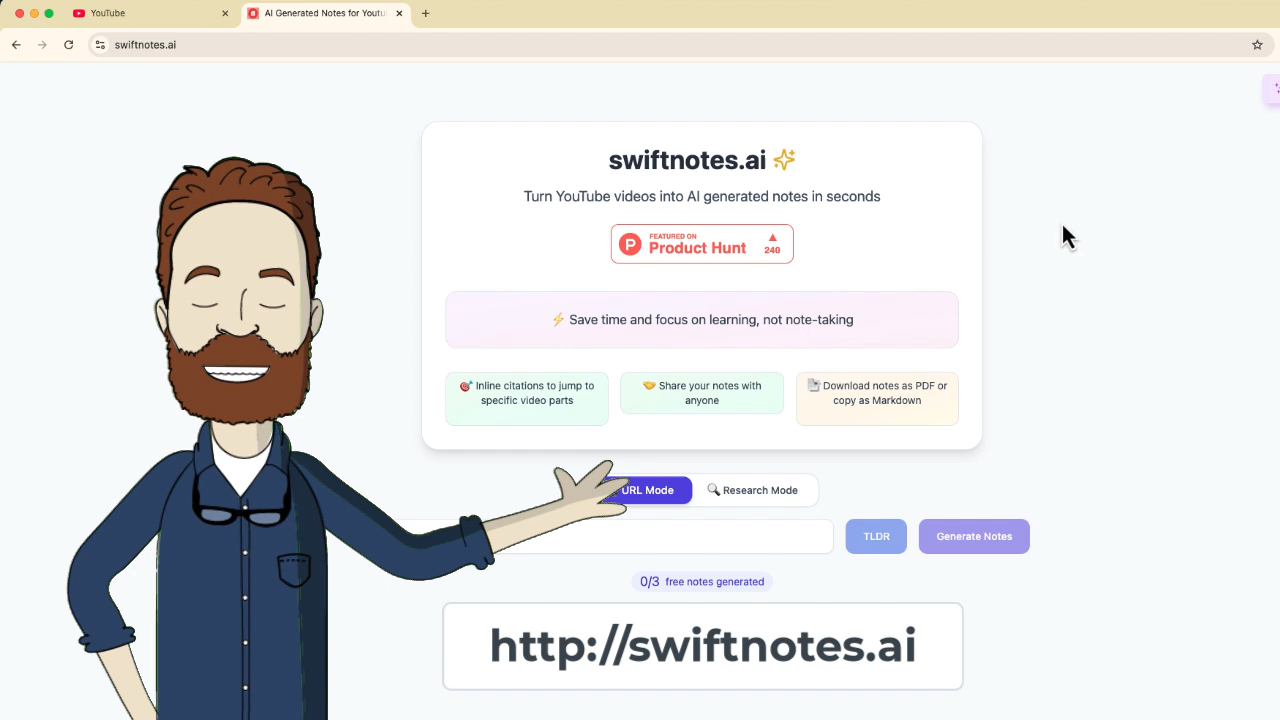 YouTube
AI Generated Notes for Youtu
swiftnotes.ai
swiftnotes.ai
Turn YouTube videos into AI generated notes in seconds
P
FEATURED ON
Product Hunt
240
⚡ Save time and focus on learning, not note-taking
🎯 Inline citations to jump to
specific video parts
🤝 Share your notes with
anyone
📄 Download notes as PDF or
copy as Markdown
URL Mode
🔍 Research Mode
TLDR
Generate Notes
0/3 free notes generated
http://swiftnotes.ai